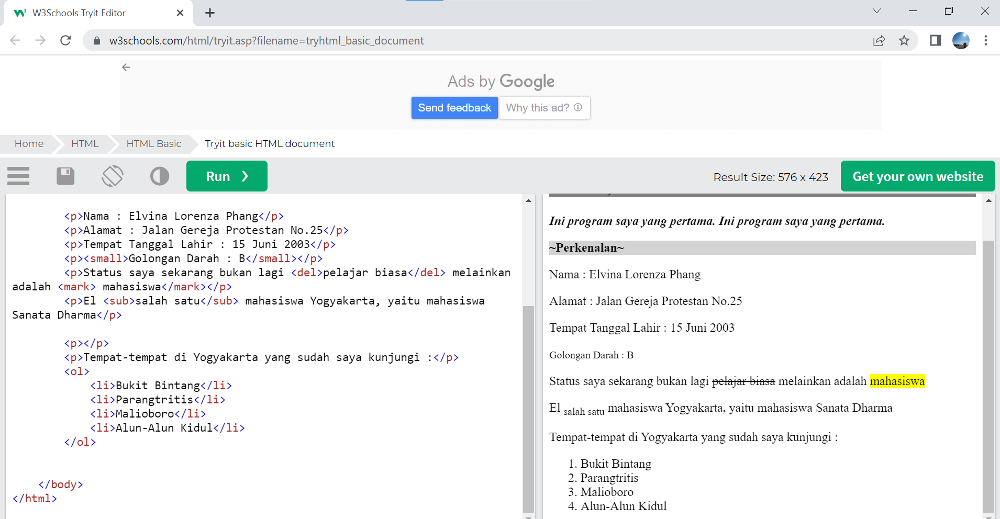 W3Schools Tryit Editor
w3schools.com/html/tryit.asp?filename=tryhtml_basic_document
Ads by Google
Send feedback
Why this ad?
Home
HTML
HTML Basic
Tryit basic HTML document
Run ❯
Result Size: 576 x 423
Get your own website
<p>Nama : Elvina Lorenza Phang</p>
<p>Alamat : Jalan Gereja Protestan No.25</p>
<p>Tempat Tanggal Lahir : 15 Juni 2003</p>
<p><small>Golongan Darah : B</small></p>
<p>Status saya sekarang bukan lagi <del>pelajar biasa</del> melainkan
adalah <mark> mahasiswa</mark></p>
<p>El <sub>salah satu</sub> mahasiswa Yogyakarta, yaitu mahasiswa
Sanata Dharma</p>
<p></p>
<p>Tempat-tempat di Yogyakarta yang sudah saya kunjungi :</p>
<ol>
<li>Bukit Bintang</li>
<li>Parangtritis</li>
<li>Malioboro</li>
<li>Alun-Alun Kidul</li>
</ol>
</body>
</html>
Ini program saya yang pertama. Ini program saya yang pertama.
~Perkenalan~
Nama : Elvina Lorenza Phang
Alamat : Jalan Gereja Protestan No.25
Tempat Tanggal Lahir : 15 Juni 2003
Golongan Darah : B
Status saya sekarang bukan lagi pelajar biasa melainkan adalah mahasiswa
El salah satu mahasiswa Yogyakarta, yaitu mahasiswa Sanata Dharma
Tempat-tempat di Yogyakarta yang sudah saya kunjungi :
1. Bukit Bintang
2. Parangtritis
3. Malioboro
4. Alun-Alun Kidul